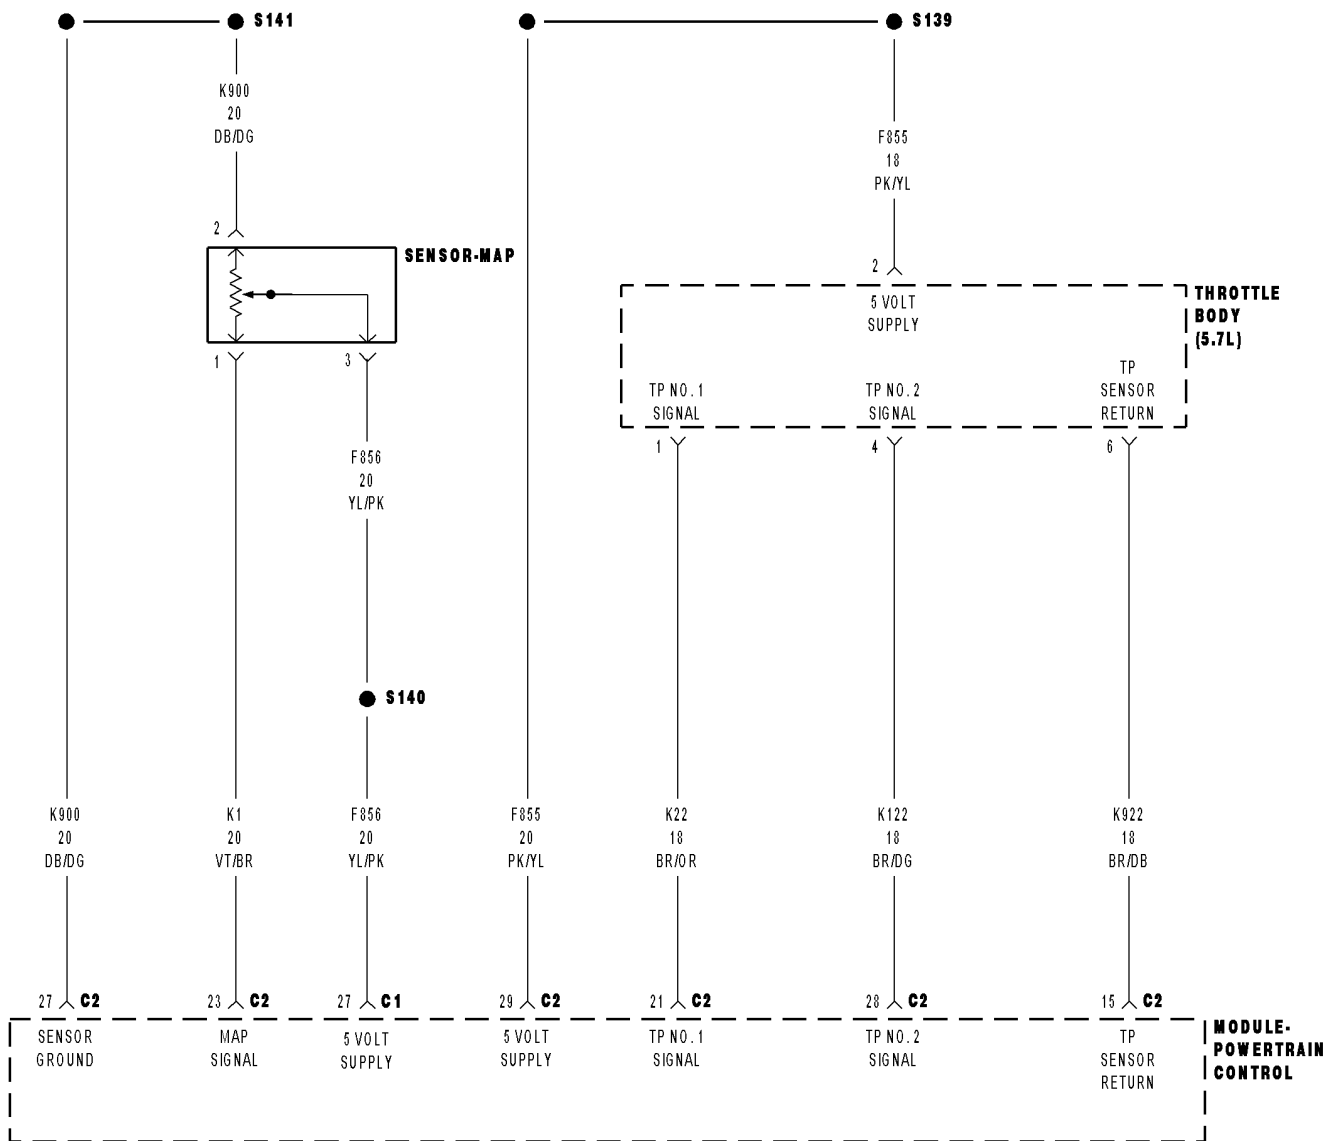 S141
S139
K900
20
DB/DG
F855
18
PK/YL
2
SENSOR-MAP
2
5 VOLT
SUPPLY
THROTTLE
BODY
(5.7L)
1
3
TP NO. 1
SIGNAL
TP NO. 2
SIGNAL
TP
SENSOR
RETURN
1
4
6
F856
20
YL/PK
S140
K900
20
DB/DG
K1
20
VT/BR
F856
20
YL/PK
F855
20
PK/YL
K22
18
BR/OR
K122
18
BR/DG
K922
18
BR/DB
27 C2
23 C2
27 C1
29 C2
21 C2
28 C2
15 C2
SENSOR
GROUND
MAP
SIGNAL
5 VOLT
SUPPLY
5 VOLT
SUPPLY
TP NO. 1
SIGNAL
TP NO. 2
SIGNAL
TP
SENSOR
RETURN
MODULE-
POWERTRAIN
CONTROL